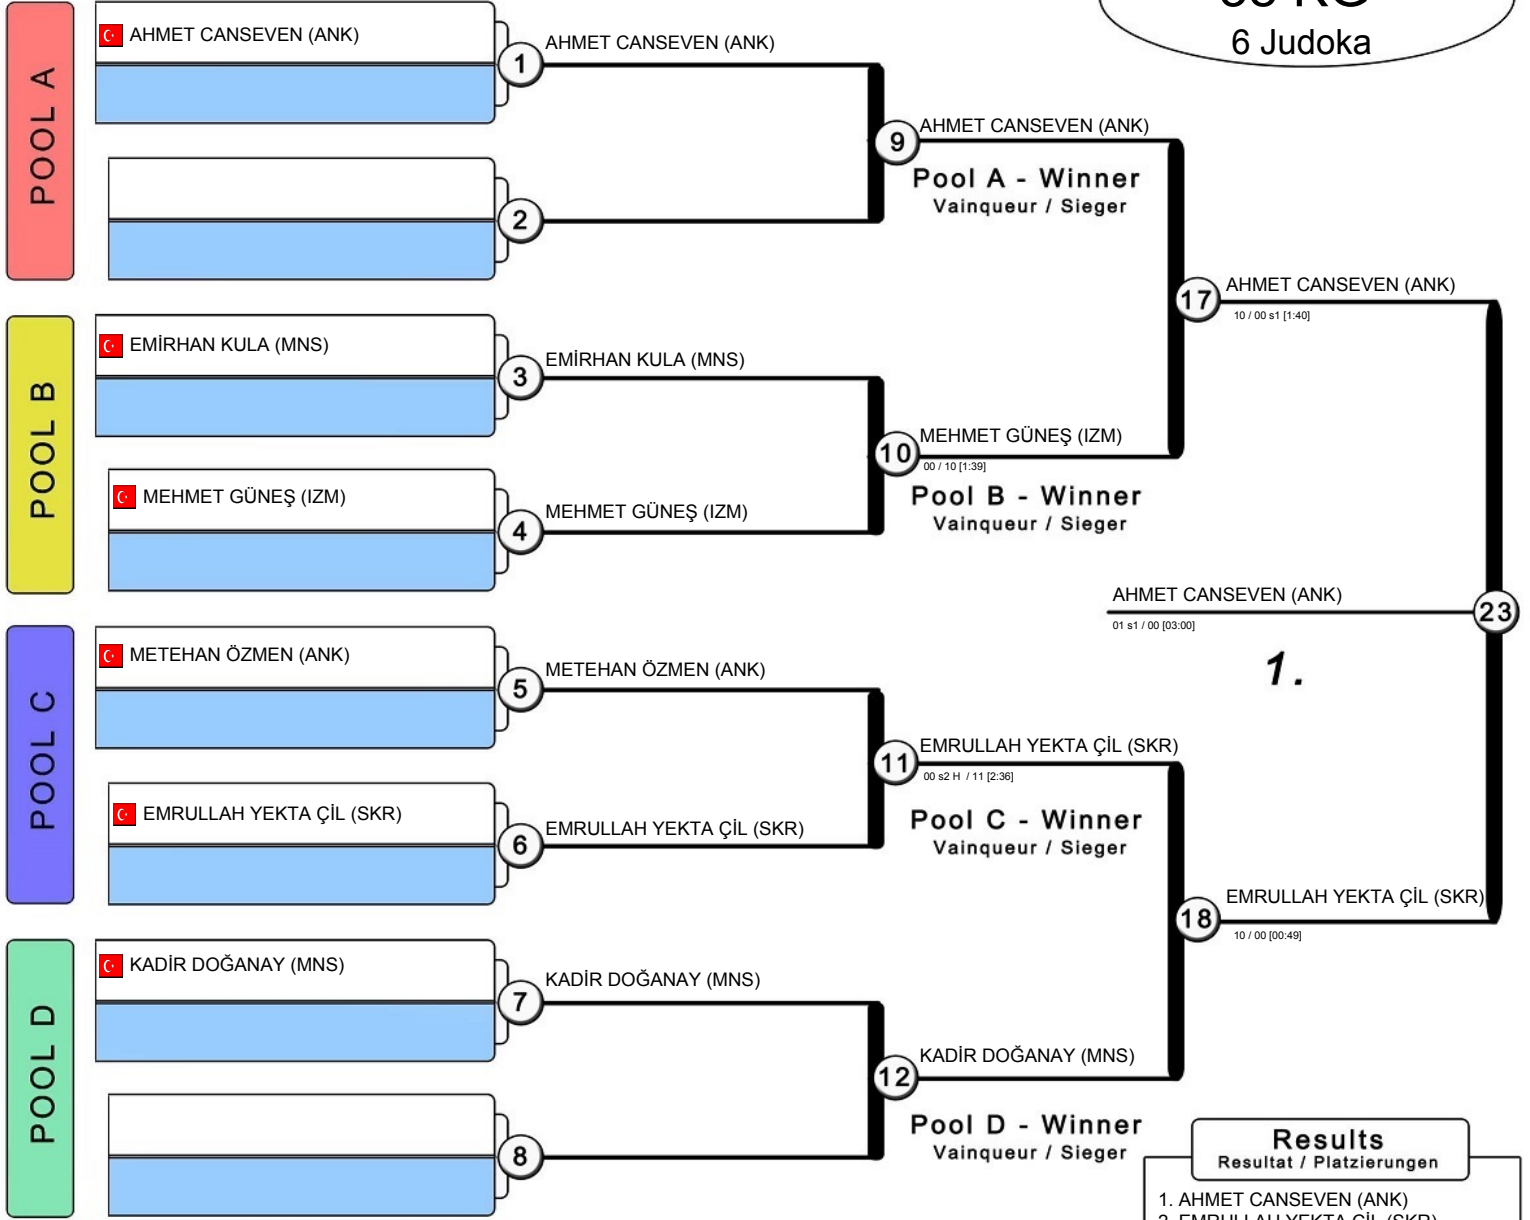 KG
6 Judoka
POOL A
AHMET CANSEVEN (ANK)
1
AHMET CANSEVEN (ANK)
2
9
AHMET CANSEVEN (ANK)
Pool A - Winner
Vainqueur / Sieger
POOL B
EMİRHAN KULA (MNS)
3
EMİRHAN KULA (MNS)
MEHMET GÜNEŞ (IZM)
4
MEHMET GÜNEŞ (IZM)
10
MEHMET GÜNEŞ (IZM)
00 / 10 [1:39]
Pool B - Winner
Vainqueur / Sieger
17
AHMET CANSEVEN (ANK)
10 / 00 s1 [1:40]
POOL C
METEHAN ÖZMEN (ANK)
5
METEHAN ÖZMEN (ANK)
EMRULLAH YEKTA ÇİL (SKR)
6
EMRULLAH YEKTA ÇİL (SKR)
11
EMRULLAH YEKTA ÇİL (SKR)
00 s2 H / 11 [2:36]
Pool C - Winner
Vainqueur / Sieger
POOL D
KADİR DOĞANAY (MNS)
7
KADİR DOĞANAY (MNS)
8
12
KADİR DOĞANAY (MNS)
Pool D - Winner
Vainqueur / Sieger
18
EMRULLAH YEKTA ÇİL (SKR)
10 / 00 [00:49]
AHMET CANSEVEN (ANK)
23
01 s1 / 00 [03:00]
1.
Results
Resultat / Platzierungen
1. AHMET CANSEVEN (ANK)
2. EMRULLAH YEKTA ÇİL (SKR)